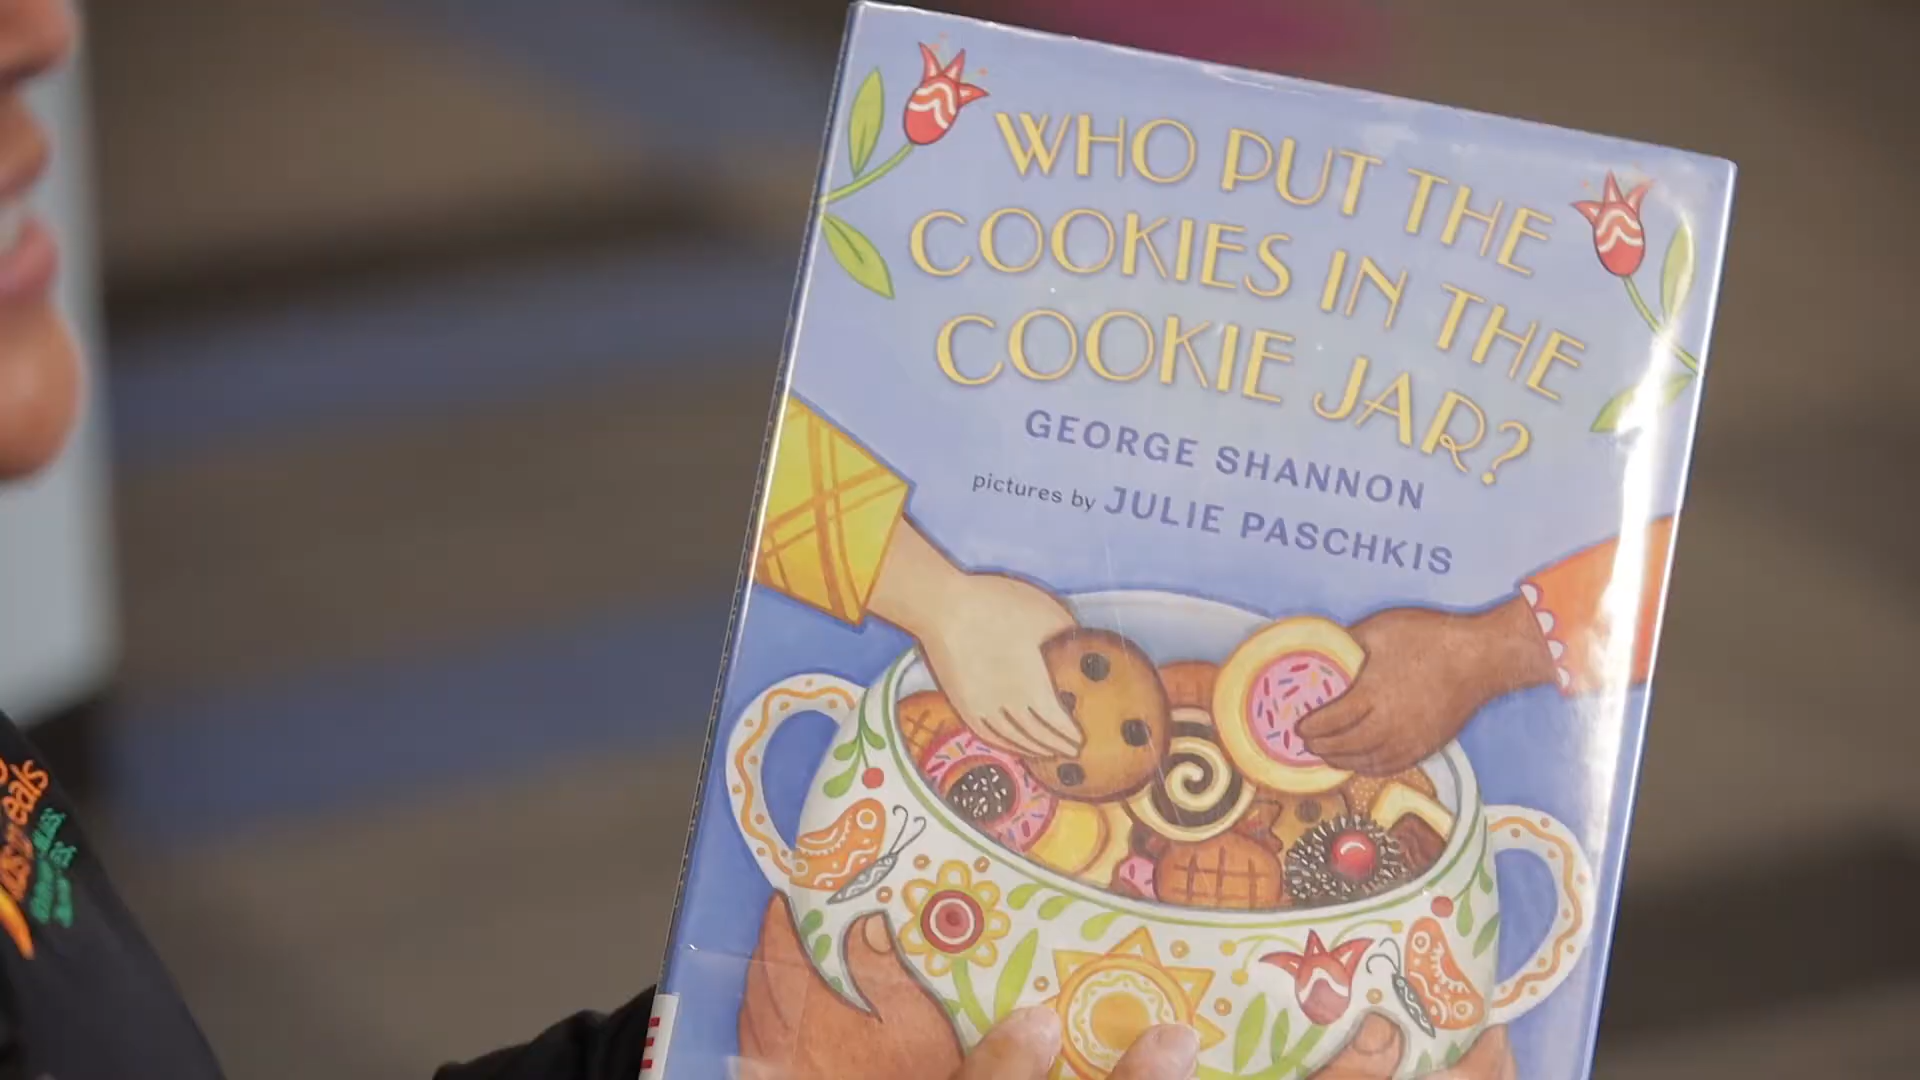 WHO PUT THE
COOKIES IN THE
COOKIE JAR?
GEORGE SHANNON
pictures by JULIE PASCHKIS